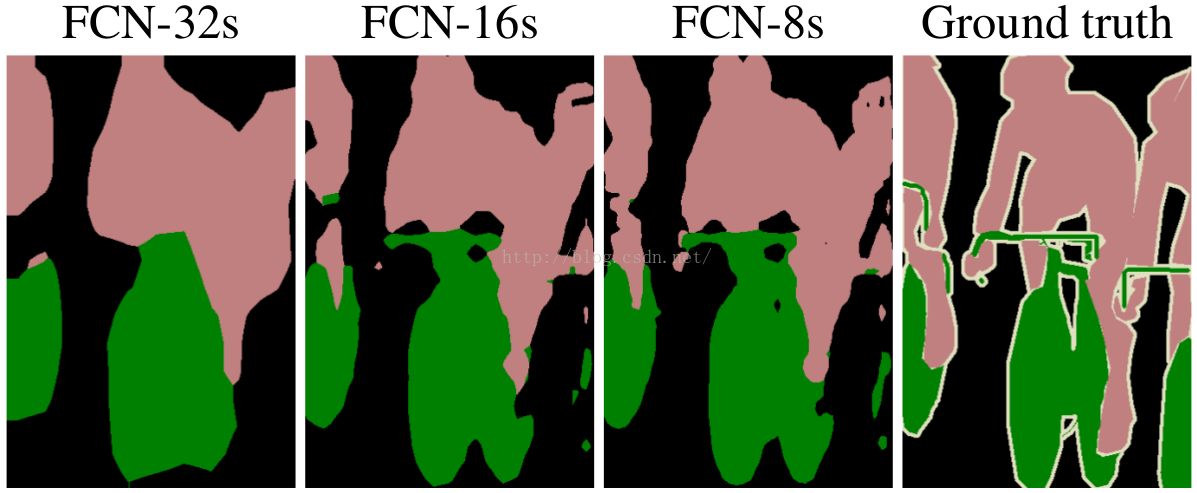 FCN-32s
FCN-16s
FCN-8s
Ground truth
http://blog.csdn.net/